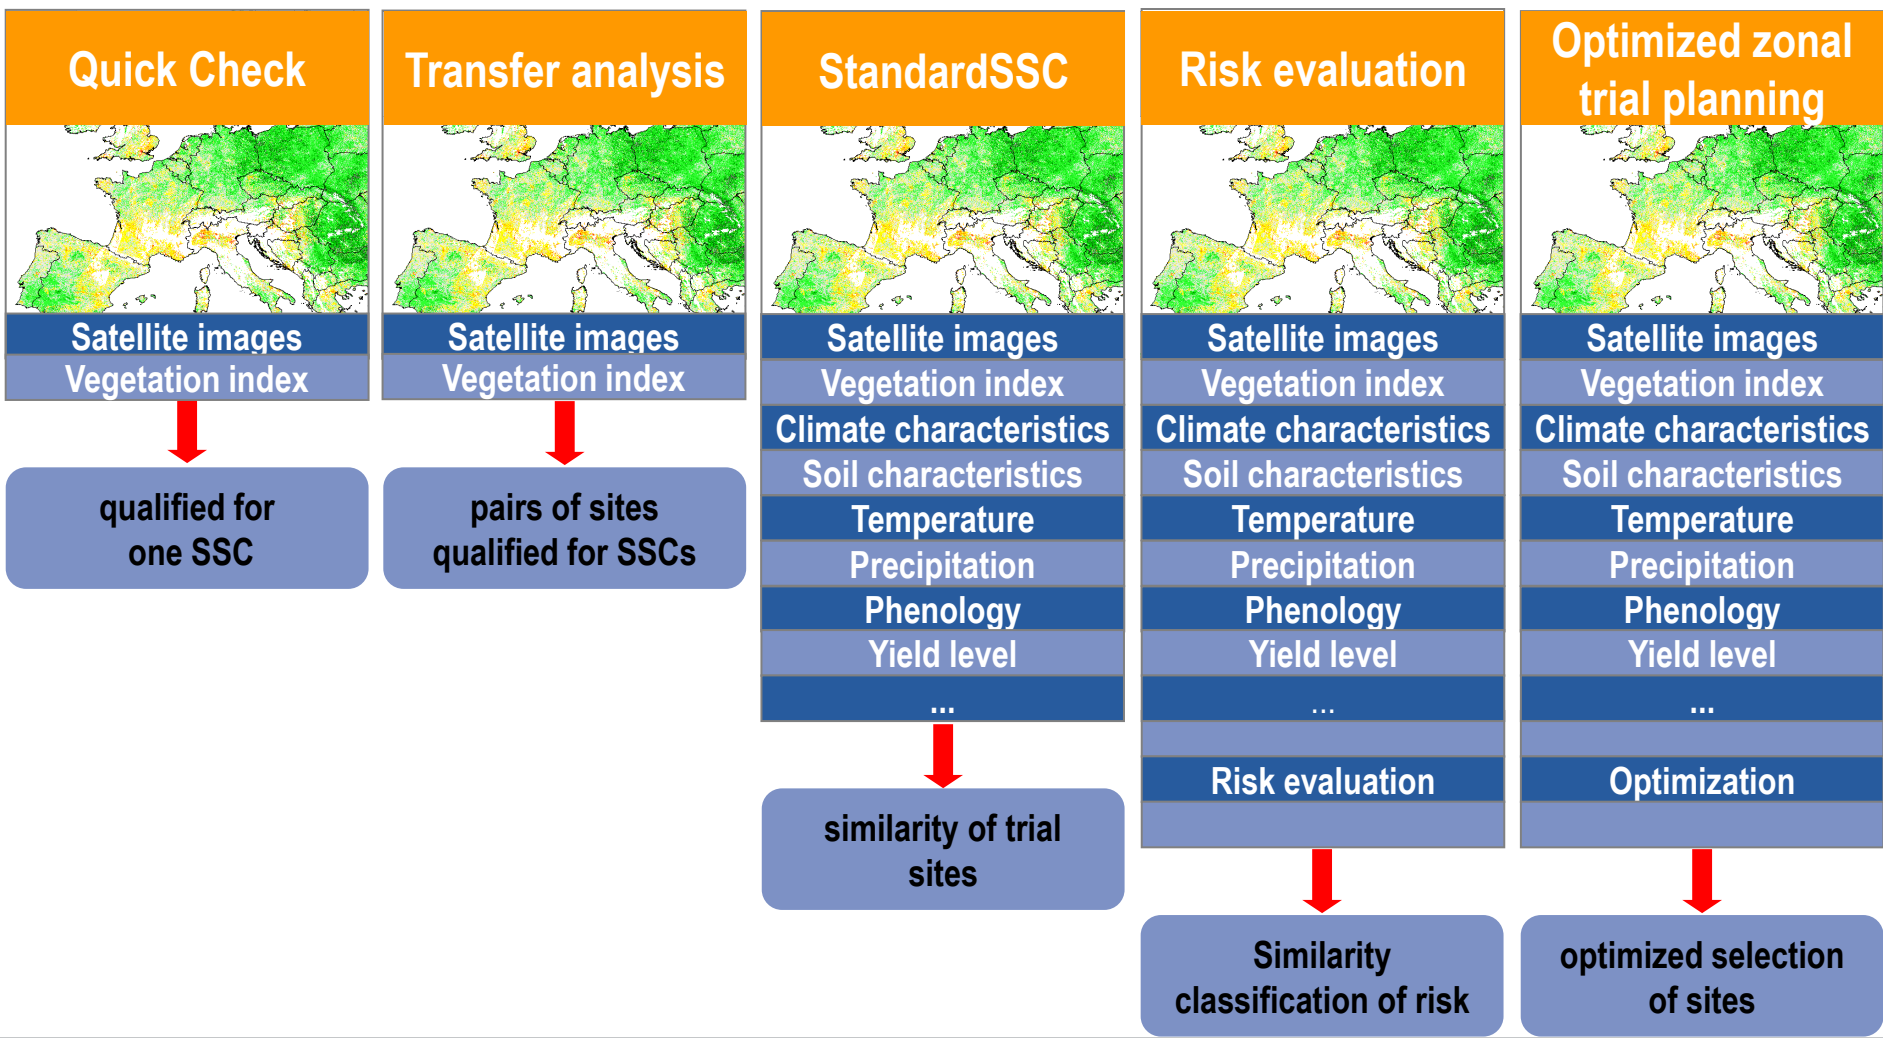 Quick Check
Satellite images
Vegetation index
qualified for
one SSC
Transfer analysis
Satellite images
Vegetation index
pairs of sites
qualified for SSCs
StandardSSC
Satellite images
Vegetation index
Climate characteristics
Soil characteristics
Temperature
Precipitation
Phenology
Yield level
...
similarity of trial
sites
Risk evaluation
Satellite images
Vegetation index
Climate characteristics
Soil characteristics
Temperature
Precipitation
Phenology
Yield level
...
Risk evaluation
Similarity
classification of risk
Optimized zonal
trial planning
Satellite images
Vegetation index
Climate characteristics
Soil characteristics
Temperature
Precipitation
Phenology
Yield level
...
Optimization
optimized selection
of sites